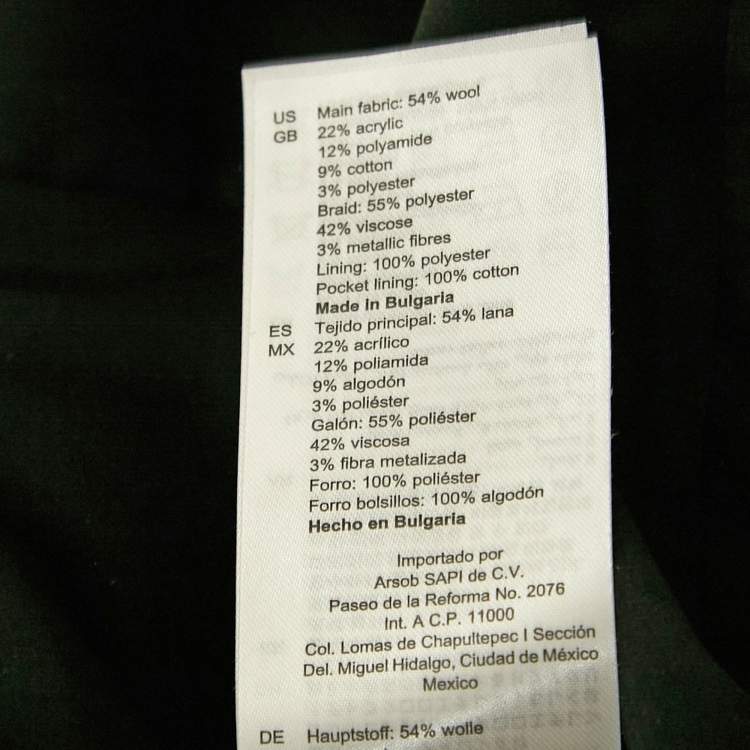 US Main fabric: 54% wool
GB 22% acrylic
12% polyamide
9% cotton
3% polyester
Braid: 55% polyester
42% viscose
3% metallic fibres
Lining: 100% polyester
Pocket lining: 100% cotton
Made In Bulgaria
ES Tejido principal: 54% lana
MX 22% acrílico
12% poliamida
9% algodón
3% poliéster
Galón: 55% poliéster
42% viscosa
3% fibra metalizada
Forro: 100% poliéster
Forro bolsillos: 100% algodón
Hecho en Bulgaria
Importado por
Arsob SAPI de C.V.
Paseo de la Reforma No. 2076
Int. A C.P. 11000
Col. Lomas de Chapultepec I Sección
Del. Miguel Hidalgo, Ciudad de México
Mexico
DE Hauptstoff: 54% wolle